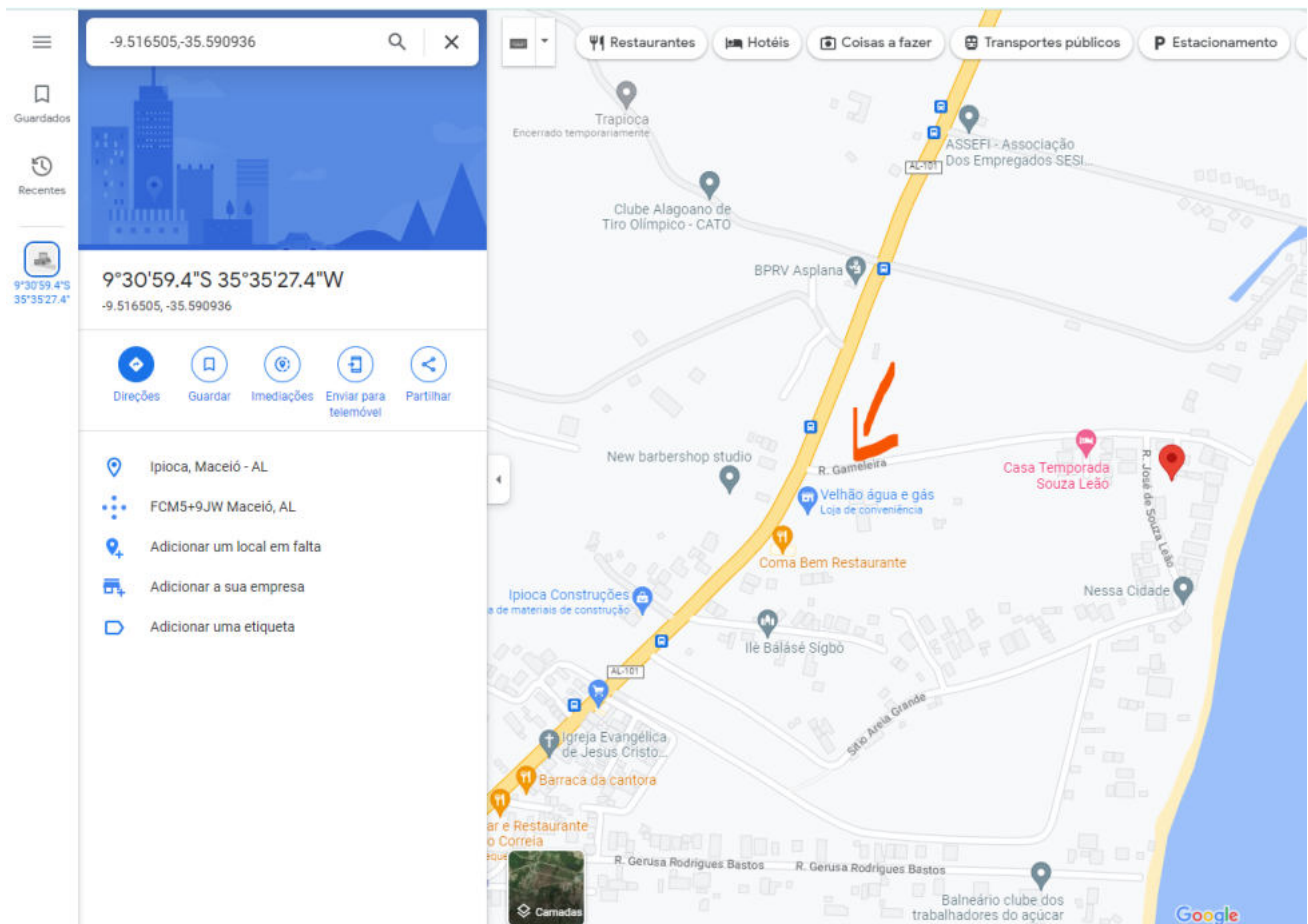 -9.516505,-35.590936
Guardados
Recentes
9°30'59.4"S
35°35'27.4"
9°30'59.4"S 35°35'27.4"W
-9.516505, -35.590936
Direções
Guardar
Imediações
Enviar para
telemóvel
Partilhar
Ipioca, Maceió - AL
FCM5+9JW Maceió, AL
Adicionar um local em falta
Adicionar a sua empresa
Adicionar uma etiqueta
Restaurantes
Hotéis
Coisas a fazer
Transportes públicos
P Estacionamento
Trapioca
Encerrado temporariamente
ASSEFI - Associação
Dos Empregados SESI...
AL-101
Clube Alagoano de
Tiro Olímpico - CATO
BPRV Asplana
New barbershop studio
R. Gameleira
Casa Temporada
Souza Leão
R. José de Souza Leão
Velhão água e gás
Loja de conveniência
Coma Bem Restaurante
Nessa Cidade
Ipioca Construções
a de materiais de construção
Ilè Balásé Sigbò
AL-101
Sítio Areia Grande
Igreja Evangélica
de Jesus Cristo...
Barraca da cantora
ar e Restaurante
o Correia
R. Gerusa Rodrigues Bastos
R. Gerusa Rodrigues Bastos
Camadas
Balneário clube dos
trabalhadores do açúcar
Google